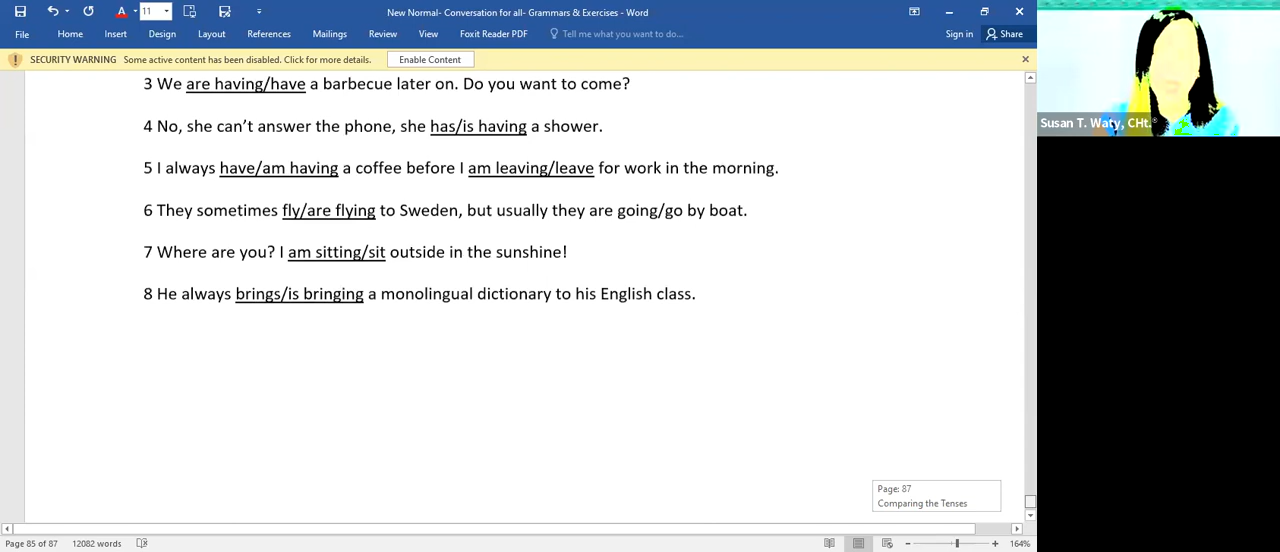 New Normal- Conversation for all- Grammars & Exercises - Word
11
File Home Insert Design Layout References Mailings Review View Foxit Reader PDF Tell me what you want to do... Sign in Share
SECURITY WARNING Some active content has been disabled. Click for more details. Enable Content
3 We are having/have a barbecue later on. Do you want to come?
4 No, she can’t answer the phone, she has/is having a shower.
5 I always have/am having a coffee before I am leaving/leave for work in the morning.
6 They sometimes fly/are flying to Sweden, but usually they are going/go by boat.
7 Where are you? I am sitting/sit outside in the sunshine!
8 He always brings/is bringing a monolingual dictionary to his English class.
Page: 87
Comparing the Tenses
Page 85 of 87 12082 words 164%
Susan T. Waty, CHt.®